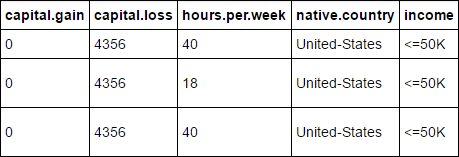 capital.gain capital.loss hours.per.week native.country income
0 4356 40 United-States <=50K
0 4356 18 United-States <=50K
0 4356 40 United-States <=50K